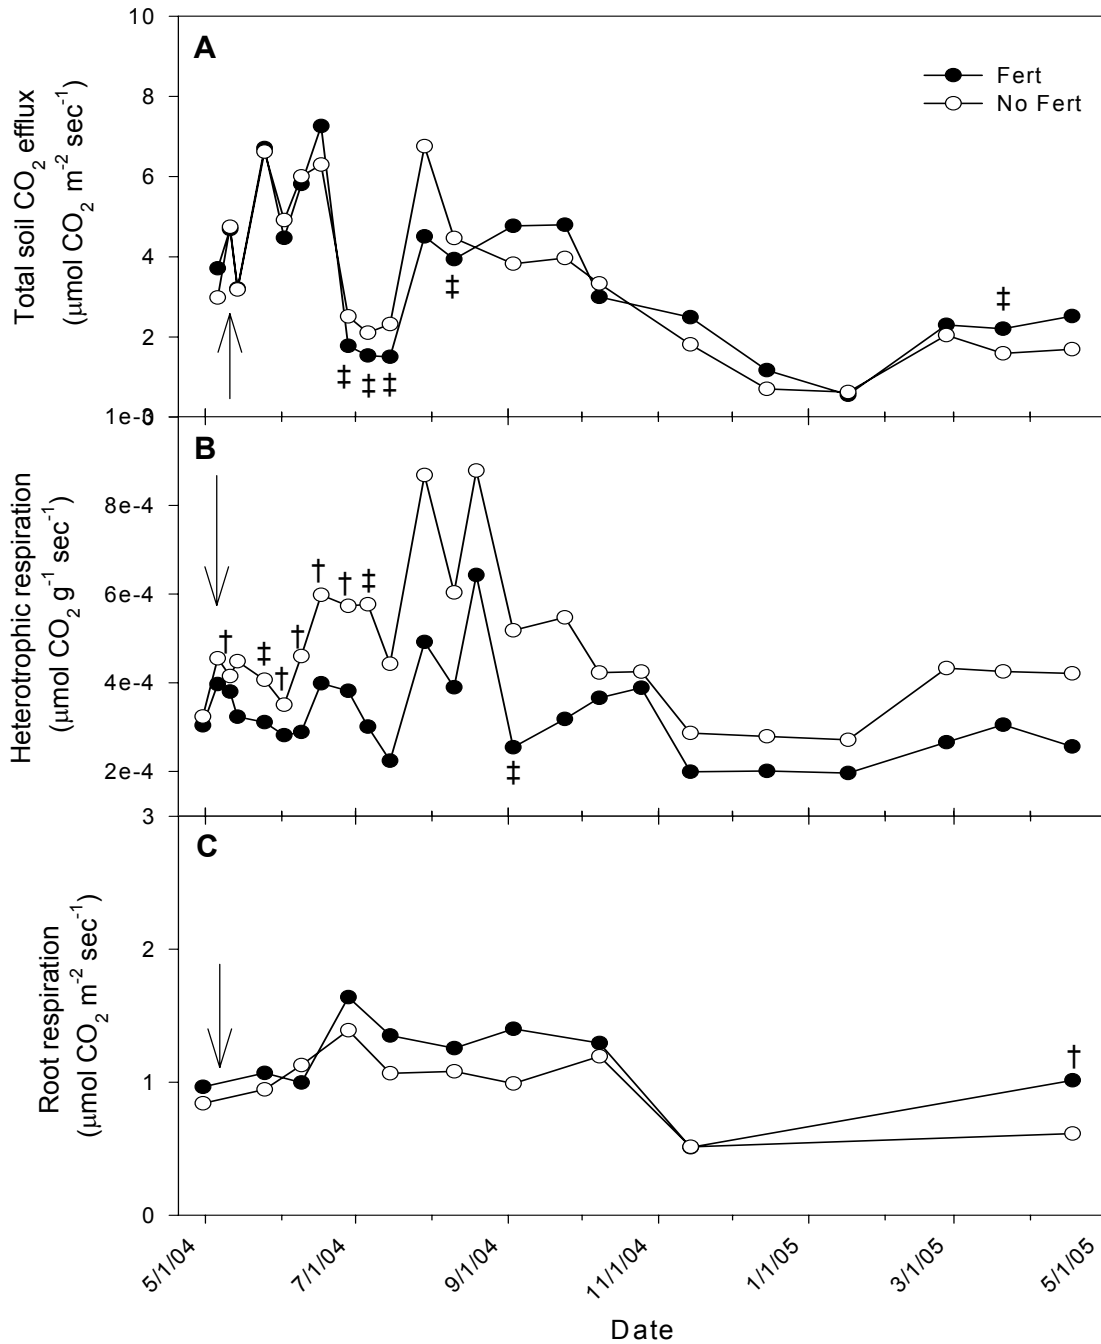 A
Fert
No Fert
10
8
6
4
2
0
Total soil CO2 efflux
(μmol CO2 m-2 sec-1)
‡
‡ ‡ ‡
‡
B
1e-3
8e-4
6e-4
4e-4
2e-4
Heterotrophic respiration
(μmol CO2 g-1 sec-1)
† † ‡
† ‡ † †
‡
C
3
2
1
0
Root respiration
(μmol CO2 m-2 sec-1)
†
5/1/04 7/1/04 9/1/04 11/1/04 1/1/05 3/1/05 5/1/05
Date